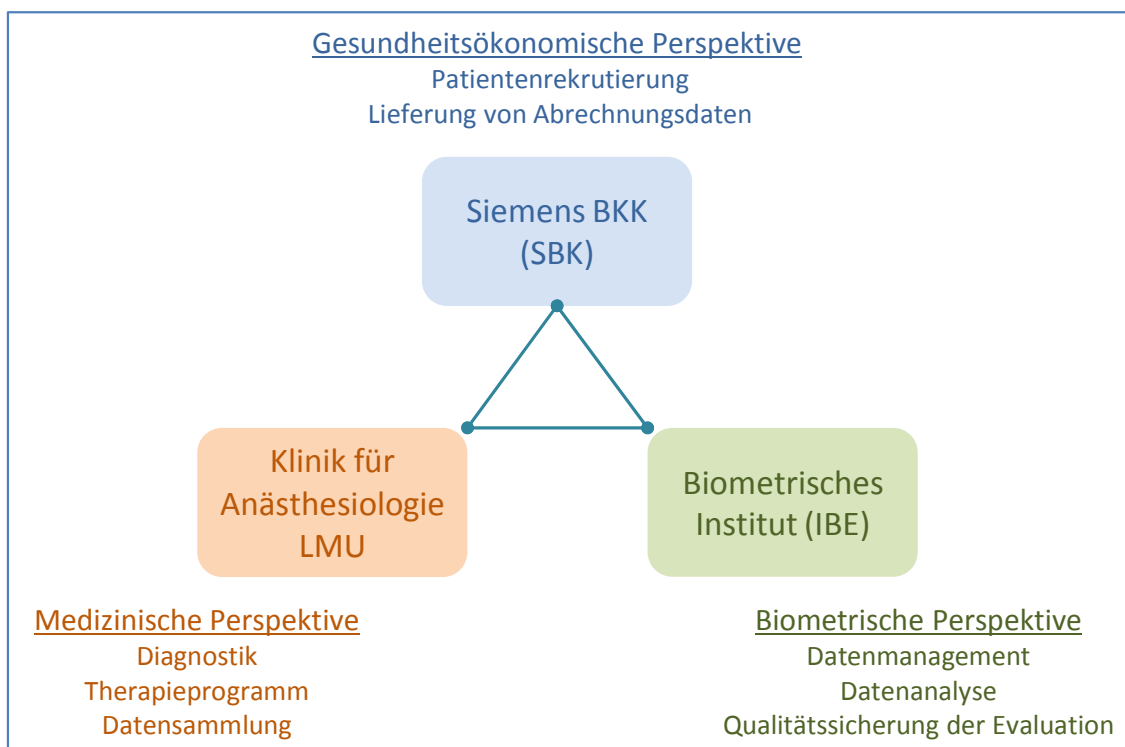 Gesundheitsökonomische Perspektive
Patientenrekrutierung
Lieferung von Abrechnungsdaten
Siemens BKK
(SBK)
Klinik für
Anästhesiologie
LMU
Biometrisches
Institut (IBE)
Medizinische Perspektive
Diagnostik
Therapieprogramm
Datensammlung
Biometrische Perspektive
Datenmanagement
Datenanalyse
Qualitätssicherung der Evaluation